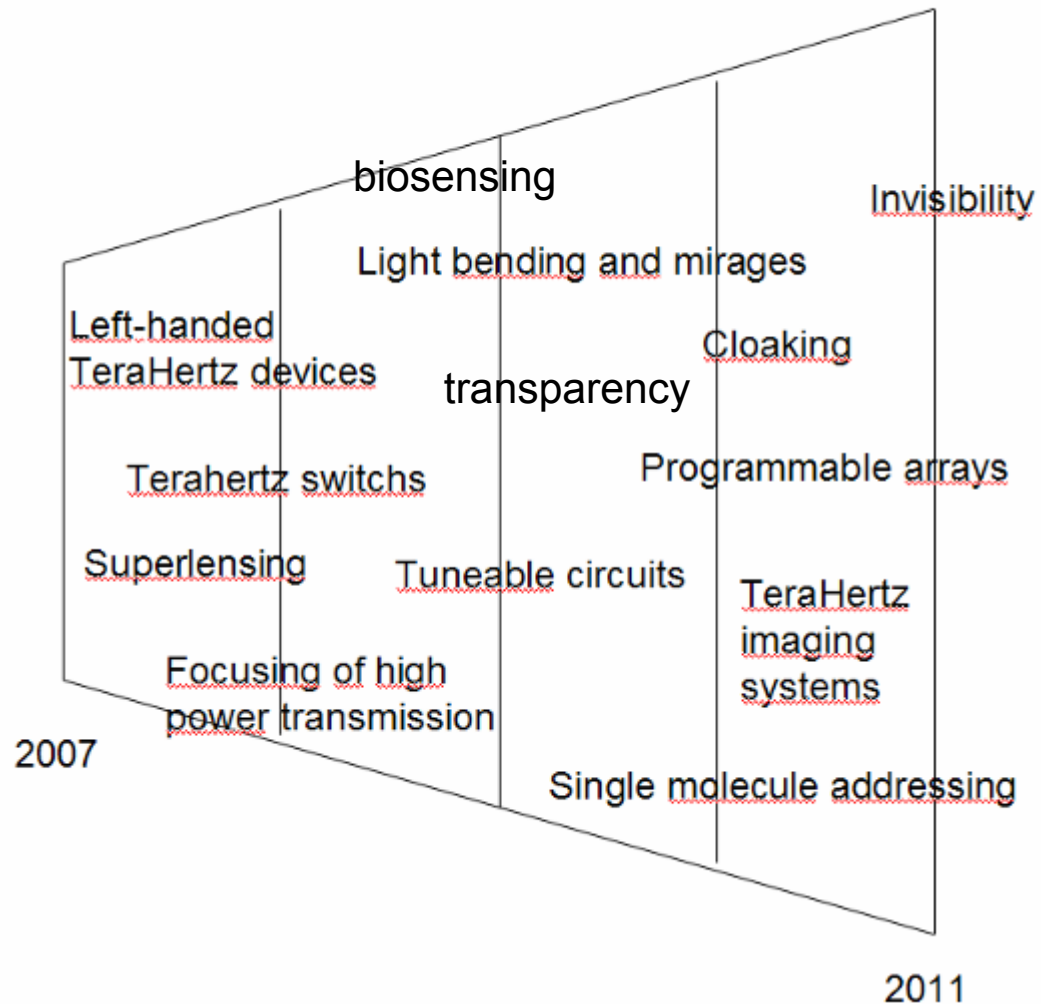 biosensing
Invisibility
Light bending and mirages
Left-handed
TeraHertz devices
Cloaking
transparency
Programmable arrays
Terahertz switchs
Superlensing
Tuneable circuits
TeraHertz
imaging
systems
Focusing of high
power transmission
2007
Single molecule addressing
2011